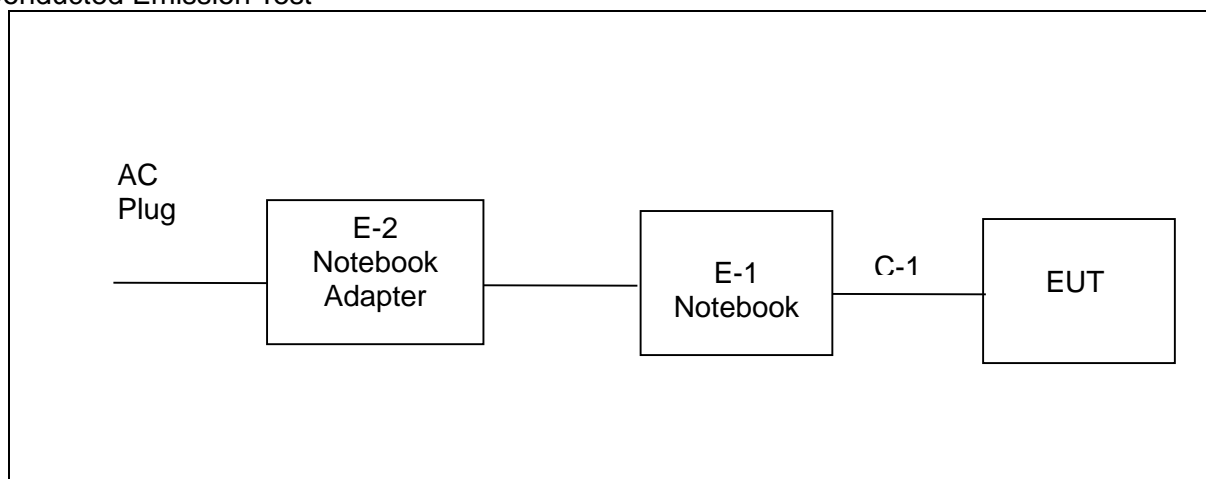 onducted Emission Test
AC
Plug
E-2
Notebook
Adapter
E-1
Notebook
C-1
EUT